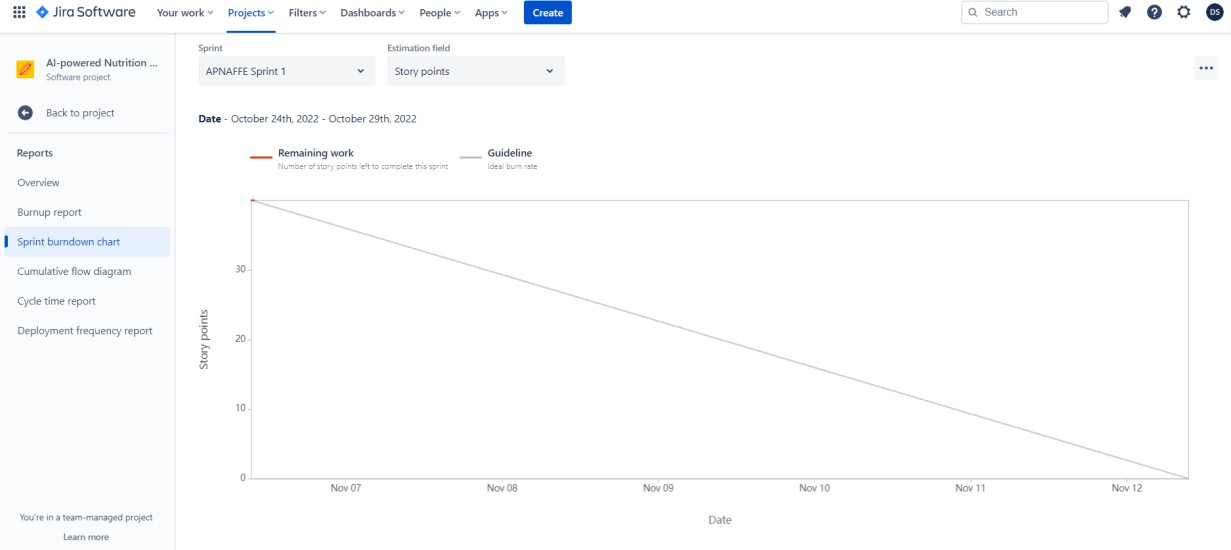 Jira Software Your work Projects Filters Dashboards People Apps Create Search DS
AI-powered Nutrition ...
Software project
Back to project
Reports
Overview
Burnup report
Sprint burndown chart
Cumulative flow diagram
Cycle time report
Deployment frequency report
You're in a team-managed project
Learn more
Sprint Estimation field
APNAFFE Sprint 1 Story points
Date - October 24th, 2022 - October 29th, 2022
Remaining work Guideline
Number of story points left to complete this sprint Ideal burn rate
30
20
10
0
Story points
Nov 07 Nov 08 Nov 09 Nov 10 Nov 11 Nov 12
Date